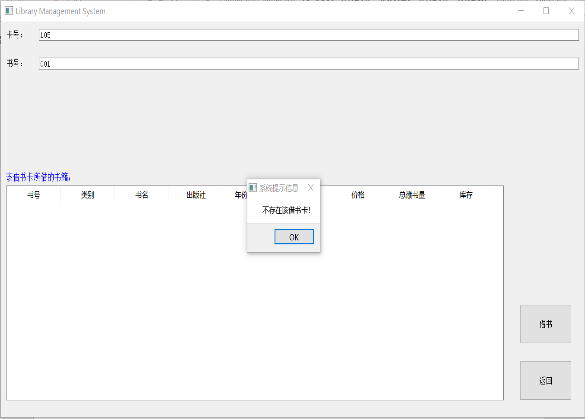 Library Management System
卡号：
105
书号：
001
该借书卡所借的书籍：
书号 类别 书名 出版社 年份 价格 总藏书量 库存
系统提示信息
不存在该借书卡!
OK
借书
返回